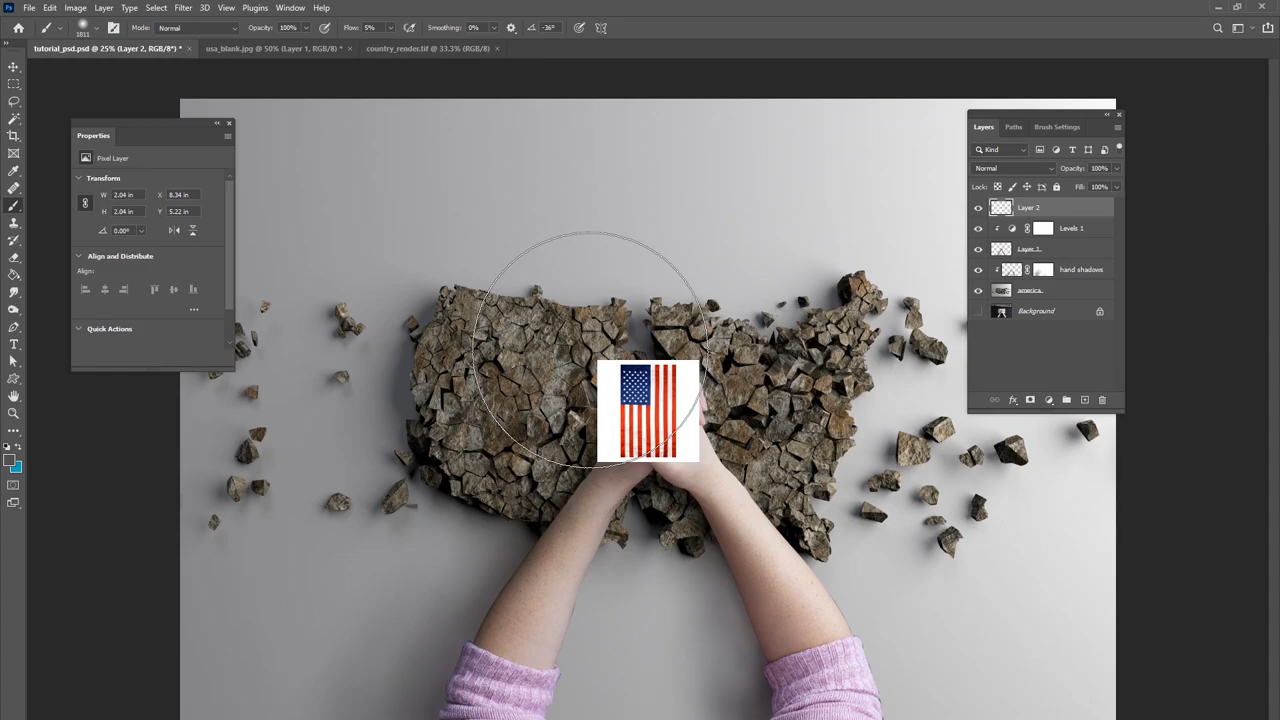 Ps File Edit Image Layer Type Select Filter 3D View Plugins Window Help
1811 Mode: Normal Opacity: 100% Flow: 5% Smoothing: 0% -36°
tutorial_psd.psd @ 25% (Layer 2, RGB/8*) * × usa_blank.jpg @ 50% (Layer 1, RGB/8) * × country_render.tif @ 33.3% (RGB/8) ×
Properties
Pixel Layer
Transform
W 2.04 in X 8.34 in
H 2.04 in Y 5.22 in
0.00°
Align and Distribute
Align:
Quick Actions
Layers Paths Brush Settings
Kind
Normal Opacity: 100%
Lock: Fill: 100%
Layer 2
Levels 1
Layer 1
hand shadows
america
Background